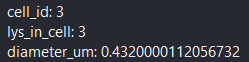 cell_id: 3
lys_in_cell: 3
diameter_um: 0.4320000112056732